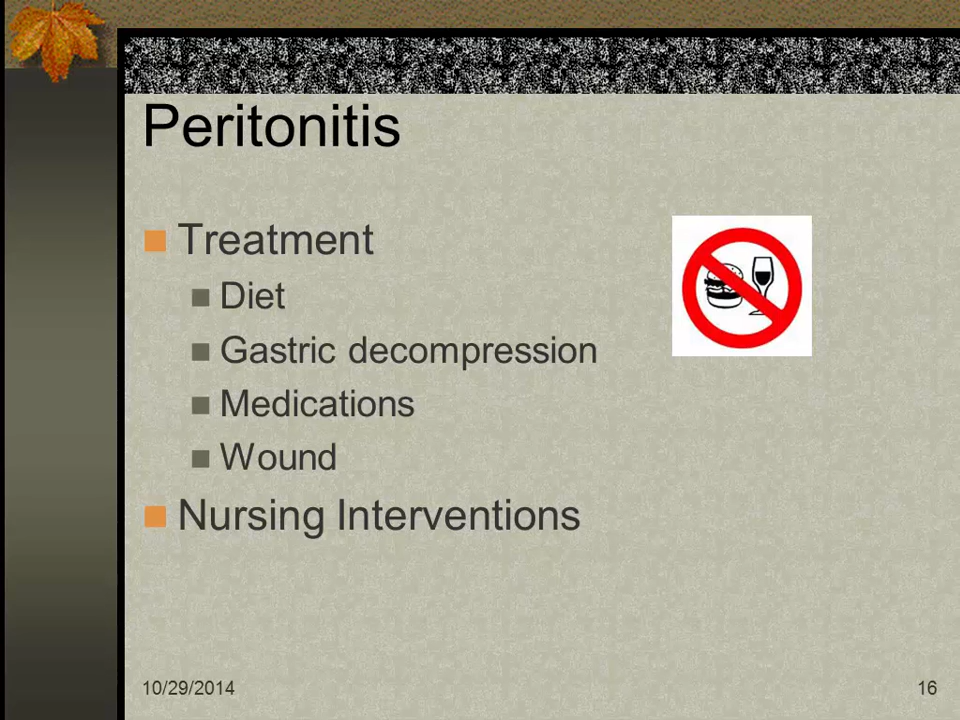 Peritonitis
Treatment
Diet
Gastric decompression
Medications
Wound
Nursing Interventions
10/29/2014
16